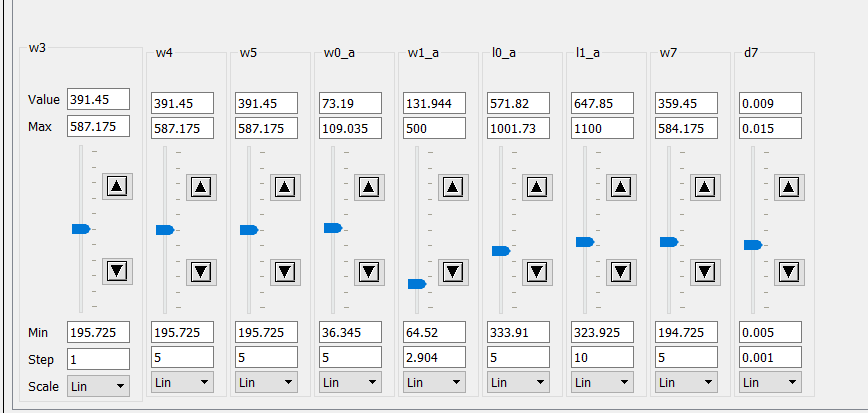 w3 w4 w5 w0_a w1_a l0_a l1_a w7 d7
Value 391.45 391.45 391.45 73.19 131.944 571.82 647.85 359.45 0.009
Max 587.175 587.175 587.175 109.035 500 1001.73 1100 584.175 0.015
Min 195.725 195.725 195.725 36.345 64.52 333.91 323.925 194.725 0.005
Step 1 5 5 5 2.904 5 10 5 0.001
Scale Lin Lin Lin Lin Lin Lin Lin Lin Lin